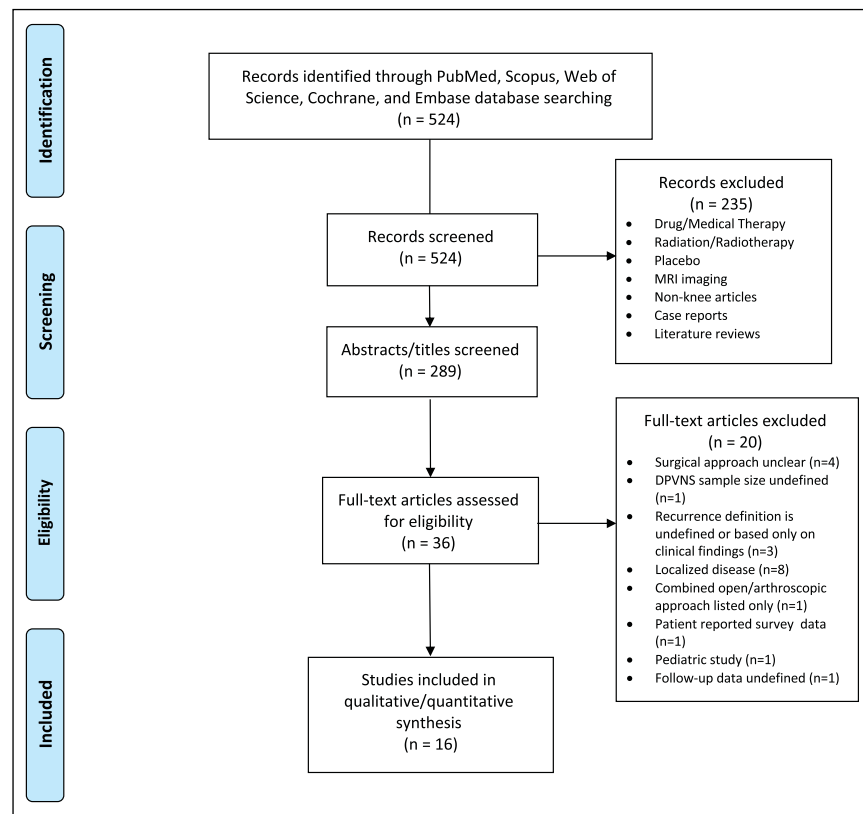 Identification
Records identified through PubMed, Scopus, Web of
Science, Cochrane, and Embase database searching
(n = 524)
Records excluded
(n = 235)
• Drug/Medical Therapy
• Radiation/Radiotherapy
• Placebo
• MRI imaging
• Non-knee articles
• Case reports
• Literature reviews
Screening
Records screened
(n = 524)
Abstracts/titles screened
(n = 289)
Eligibility
Full-text articles assessed
for eligibility
(n = 36)
Full-text articles excluded
(n = 20)
• Surgical approach unclear (n=4)
• DPVNS sample size undefined
(n=1)
• Recurrence definition is
undefined or based only on
clinical findings (n=3)
• Localized disease (n=8)
• Combined open/arthroscopic
approach listed only (n=1)
• Patient reported survey data
(n=1)
• Pediatric study (n=1)
• Follow-up data undefined (n=1)
Included
Studies included in
qualitative/quantitative
synthesis
(n = 16)